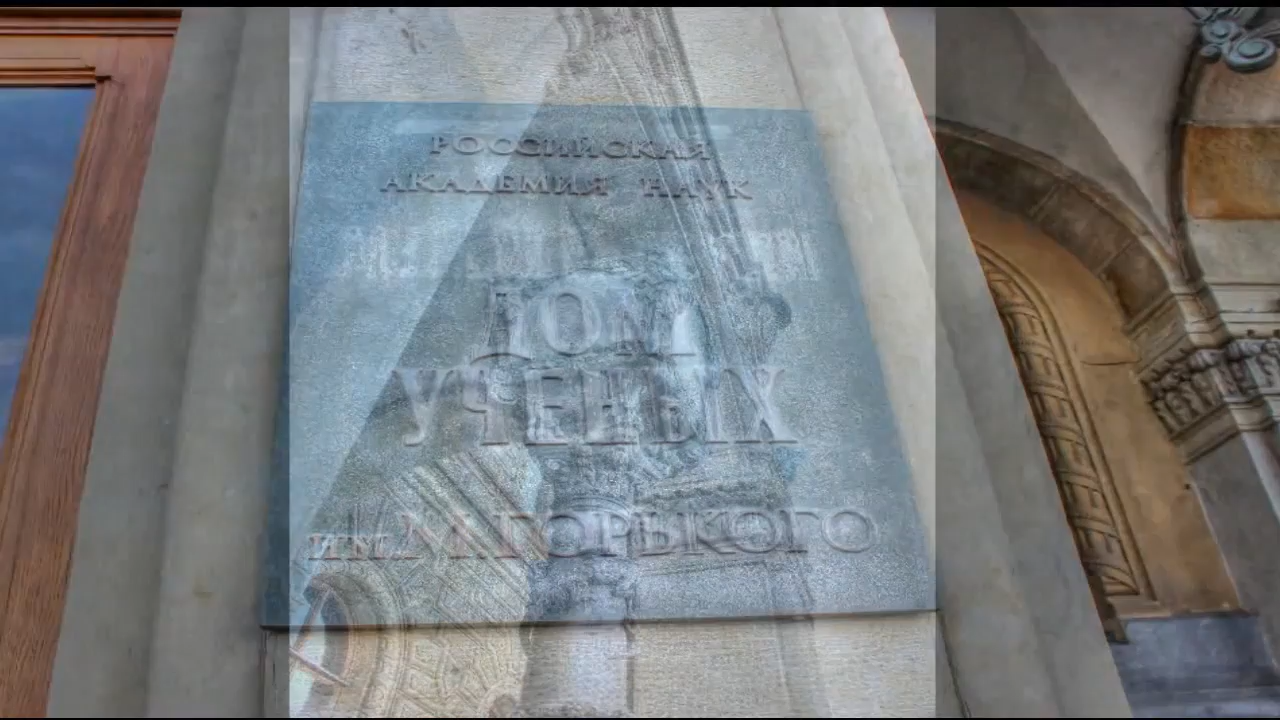 РОССИЙСКАЯ
АКАДЕМИЯ НАУК
ДОМ
УЧЕНЫХ
ИМ. М. ГОРЬКОГО